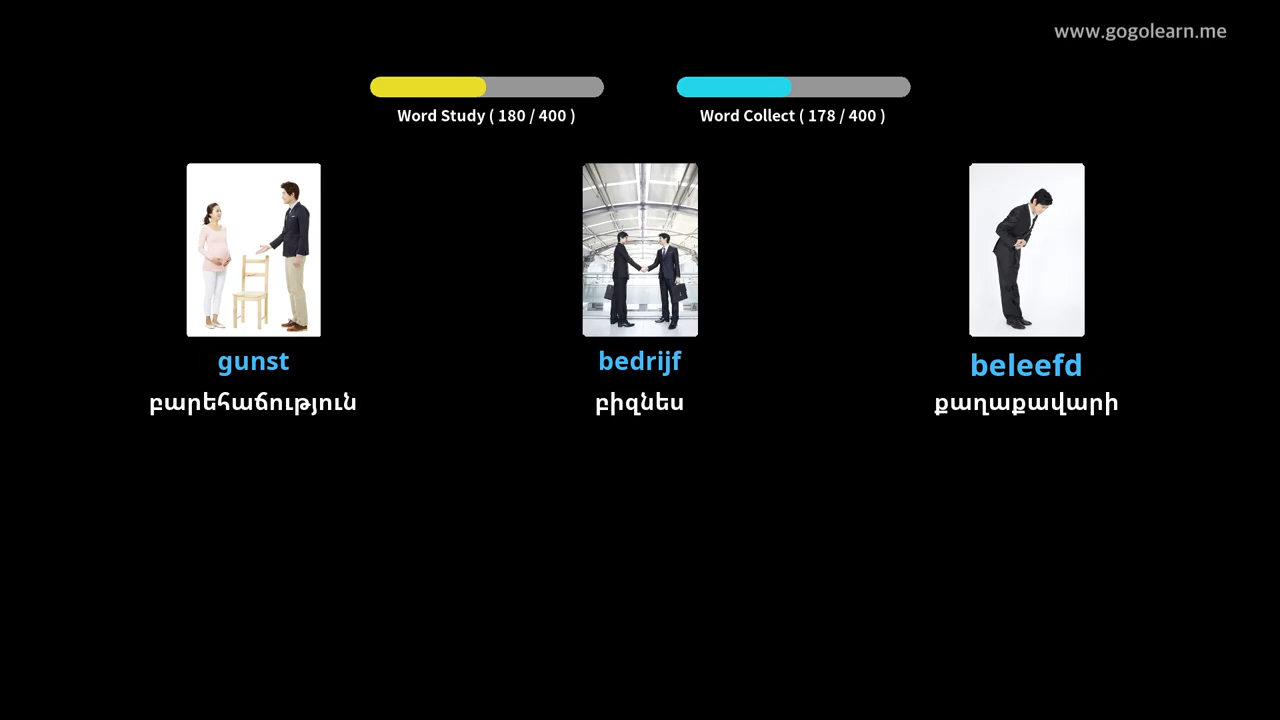 www.gogolearn.me
Word Study ( 180 / 400 )
Word Collect ( 178 / 400 )
gunst
բարեհաճություն
bedrijf
բիզնես
beleefd
քաղաքավարի